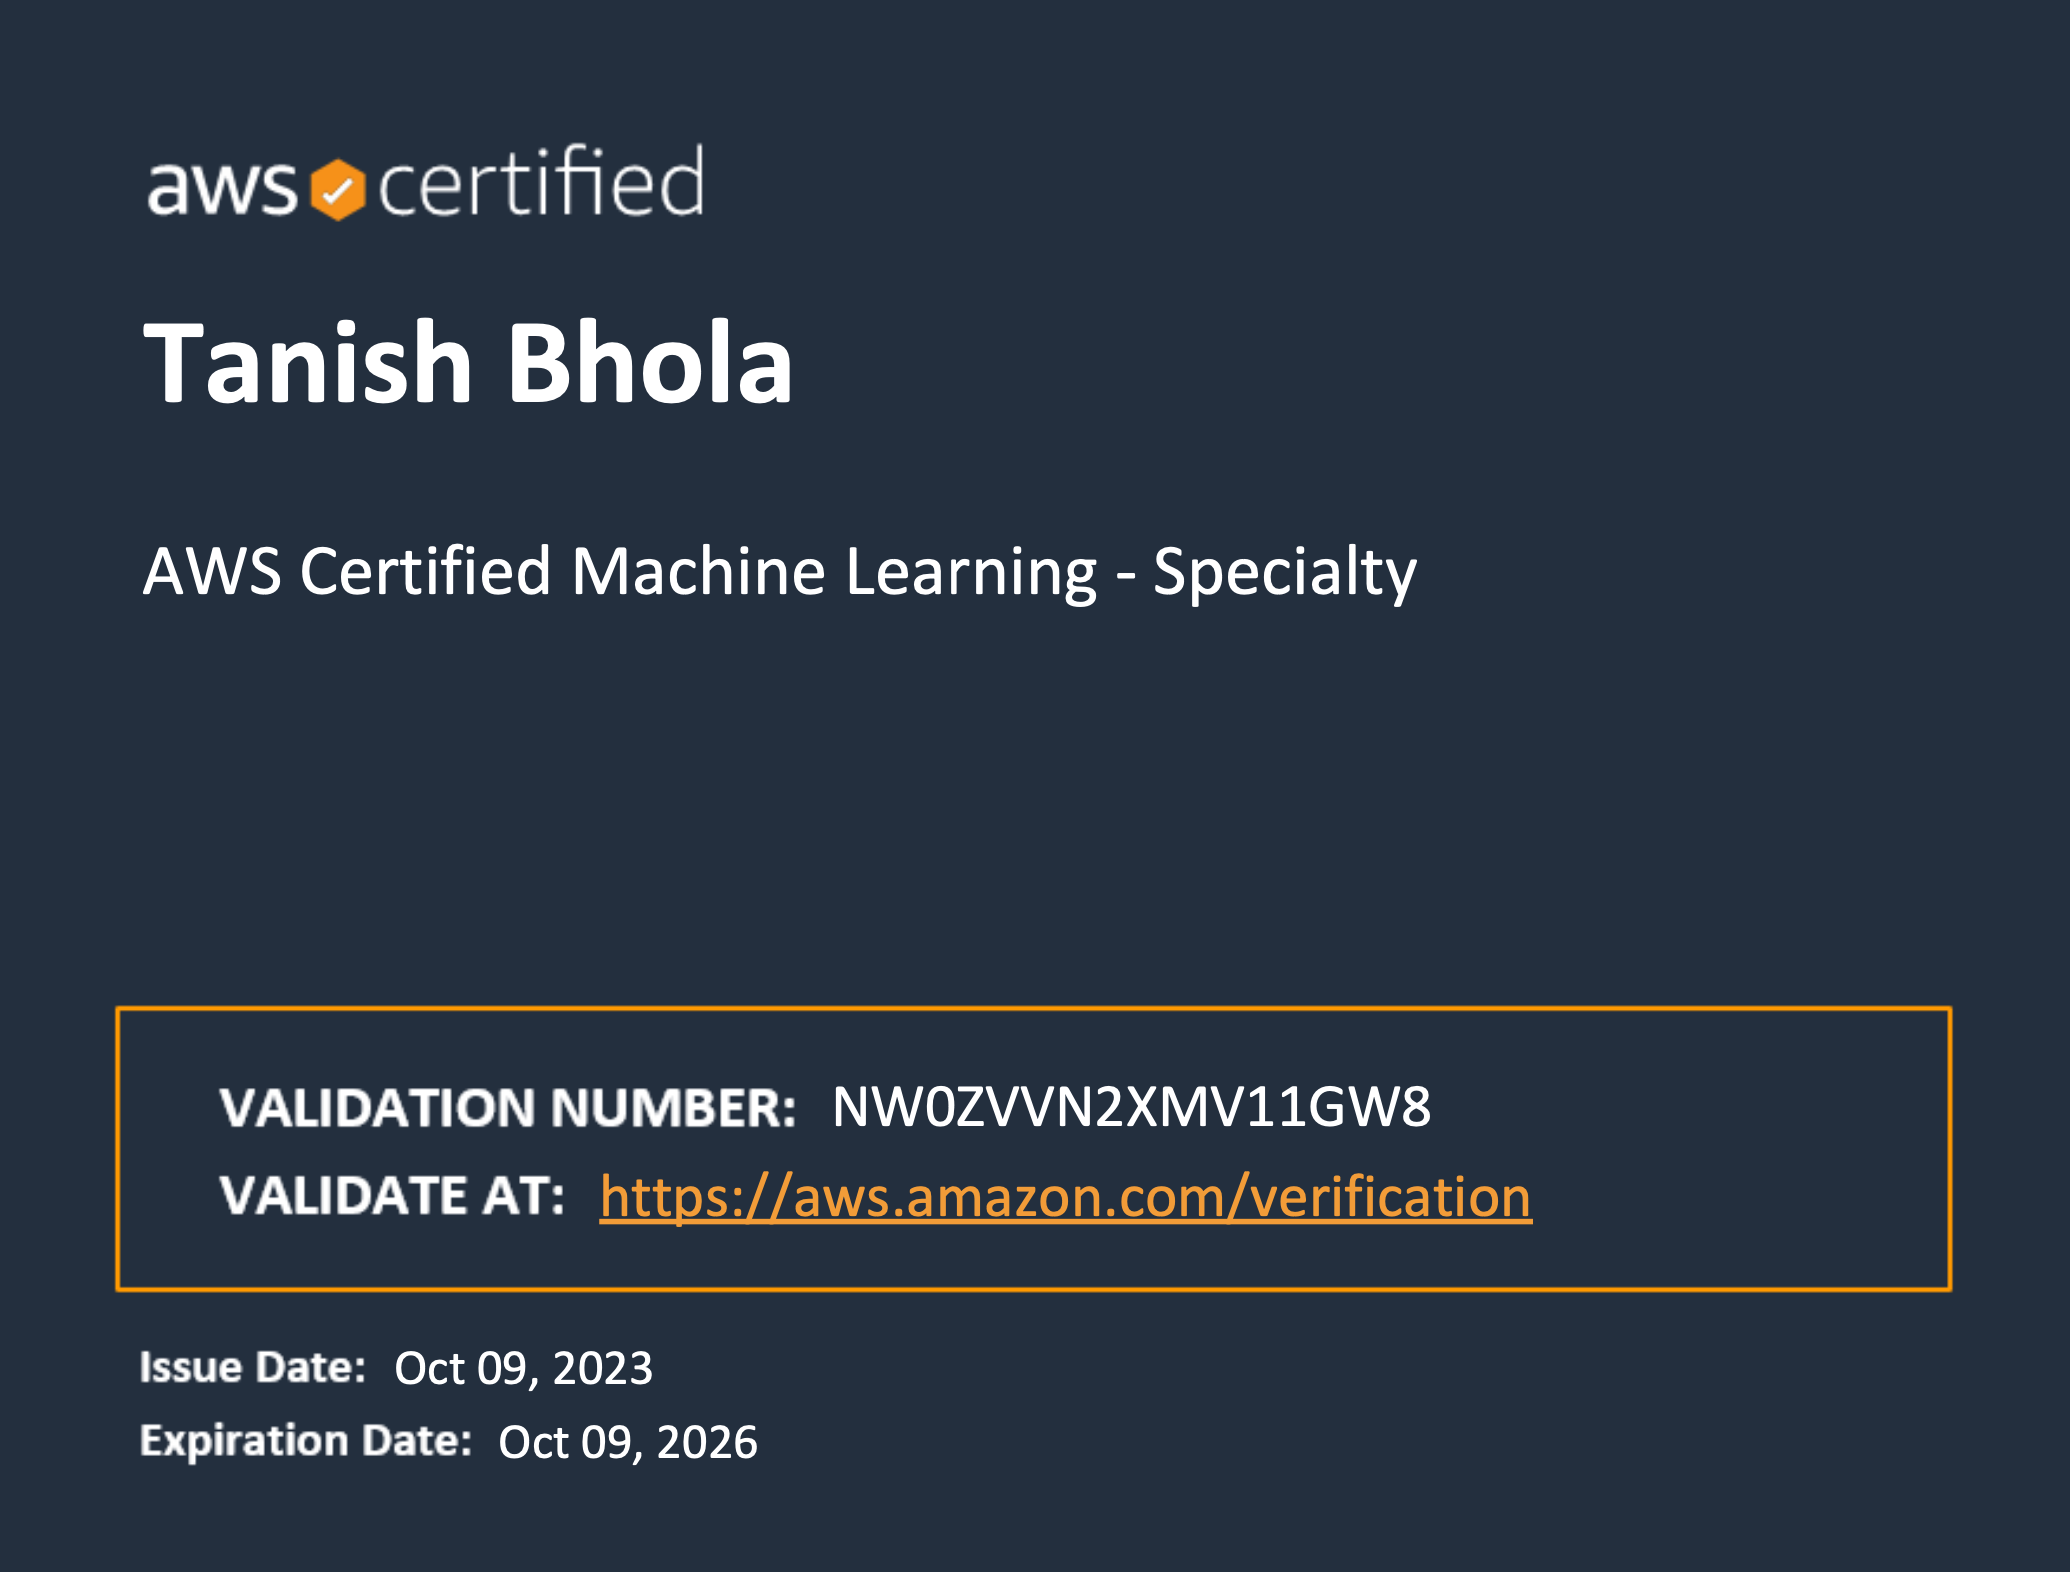 aws certified
Tanish Bhola
AWS Certified Machine Learning - Specialty
VALIDATION NUMBER: NW0ZVVN2XMV11GW8
VALIDATE AT: https://aws.amazon.com/verification
Issue Date: Oct 09, 2023
Expiration Date: Oct 09, 2026